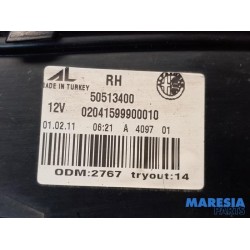 AL RH
MADE IN TURKEY
50513400
12V 02041599900010
01.02.11 06:21 A 4097 01
ODM:2767 tryout:14
MARESIA